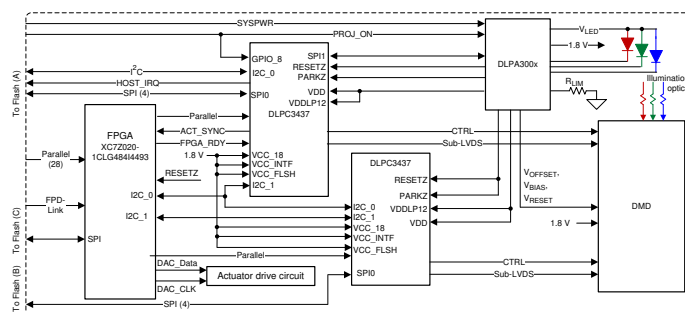 SYSPWR
PROJ_ON
VLED
1.8 V
DLPA300x
RLIM
Illumination
optics
To Flash (A)
I²C
HOST_IRQ
SPI (4)
GPIO_8
I2C_0
SPI0
DLPC3437
SPI1
RESETZ
PARKZ
VDD
VDDLP12
FPGA
XC7Z020-
1CLG484I4493
Parallel
ACT_SYNC
FPGA_RDY
1.8 V
VCC_18
VCC_INTF
VCC_FLSH
I2C_1
RESETZ
CTRL
Sub-LVDS
Parallel
(28)
FPD-
Link
I2C_0
I2C_1
SPI
To Flash (C)
DLPC3437
RESETZ
PARKZ
VDDLP12
VDD
I2C_0
I2C_1
VCC_18
VCC_INTF
VCC_FLSH
SPI0
VOFFSET,
VBIAS,
VRESET
1.8 V
DMD
CTRL
Sub-LVDS
Parallel
DAC_Data
DAC_CLK
Actuator drive circuit
To Flash (B)
SPI (4)